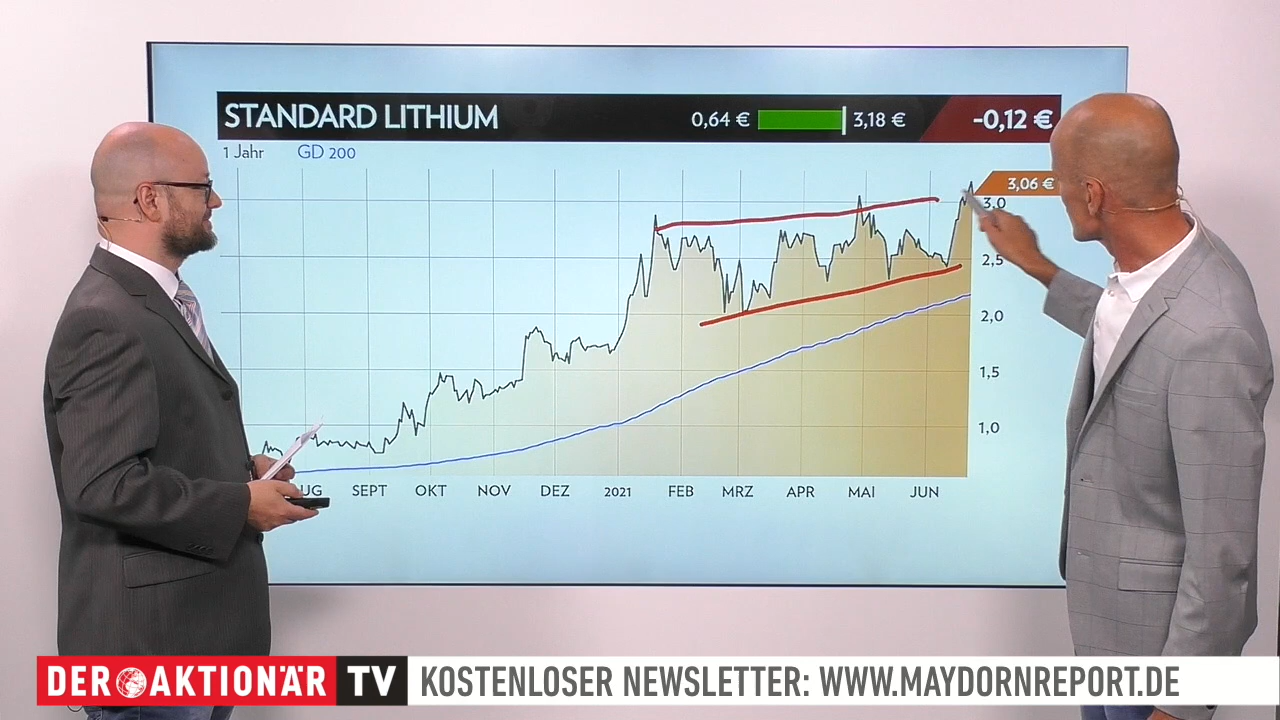 STANDARD LITHIUM 0,64 € 3,18 € -0,12 €
1 Jahr GD 200
3,06 €
3,0
2,5
2,0
1,5
1,0
UG SEPT OKT NOV DEZ 2021 FEB MRZ APR MAI JUN
DER AKTIONÄR TV KOSTENLOSER NEWSLETTER: WWW.MAYDORNREPORT.DE